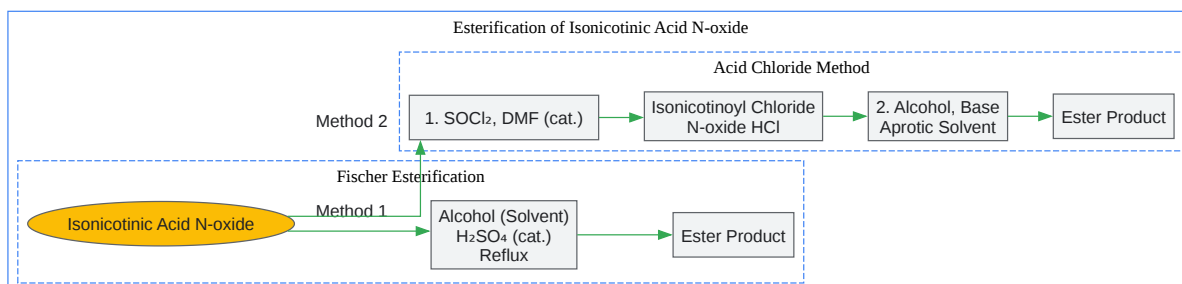 Esterification of Isonicotinic Acid N-oxide
Acid Chloride Method
Method 2
1. SOCl₂, DMF (cat.)
Isonicotinoyl Chloride
N-oxide HCl
2. Alcohol, Base
Aprotic Solvent
Ester Product
Fischer Esterification
Isonicotinic Acid N-oxide
Method 1
Alcohol (Solvent)
H₂SO₄ (cat.)
Reflux
Ester Product